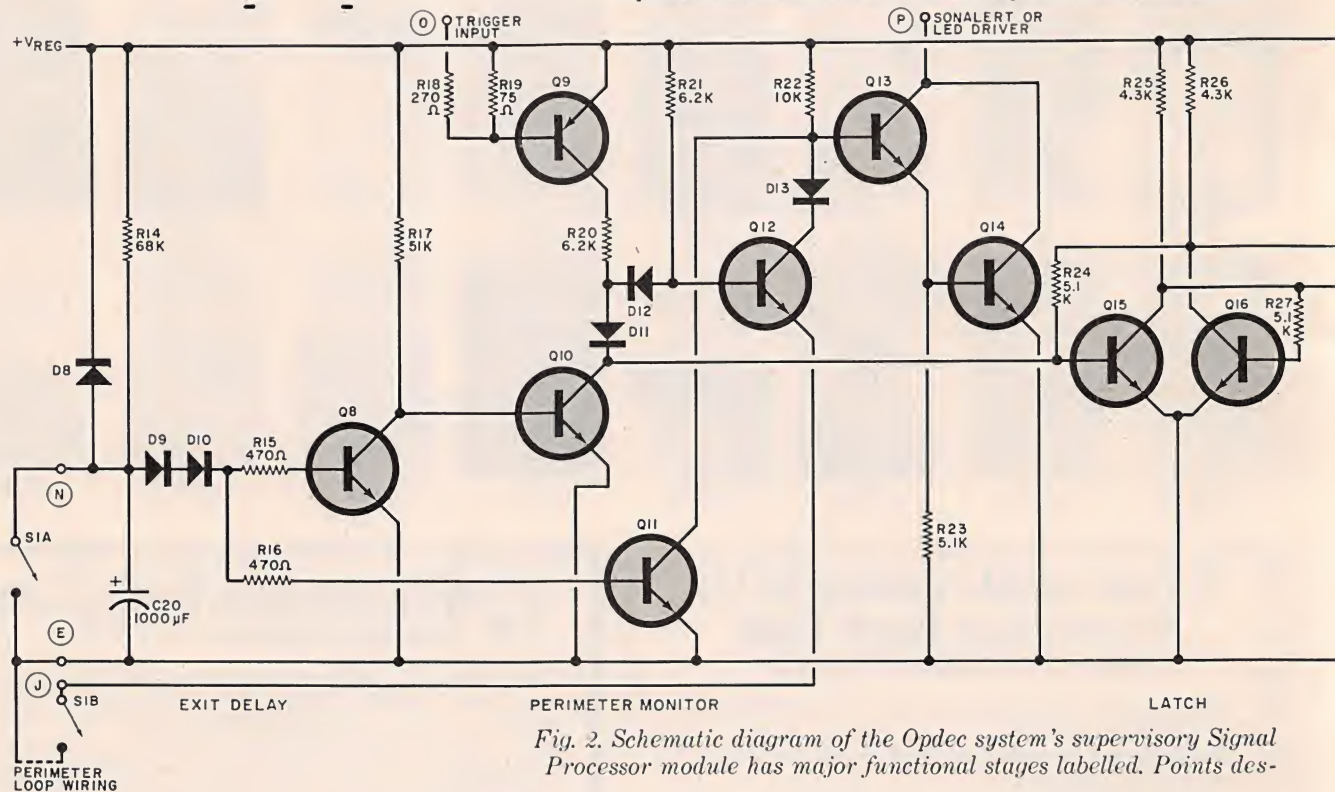 O TRIGGER
INPUT
P SONALERT OR
LED DRIVER
+VREG
R18
270
Ω
R19
75
Ω
Q9
R21
6.2K
R22
10K
Q13
R25
4.3K
R26
4.3K
D13
R14
68K
R17
51K
R20
6.2K
Q12
Q14
D12
D11
R24
5.1
K
Q15
Q16
R27
5.1
K
D8
Q10
Q8
D9 D10
R15
470Ω
N
S1A
R16
470Ω
Q11
R23
5.1K
+
C20
1000µF
E
J
S1B
EXIT DELAY
PERIMETER MONITOR
LATCH
PERIMETER
LOOP WIRING
Fig. 2. Schematic diagram of the Opdec system's supervisory Signal
Processor module has major functional stages labelled. Points des-